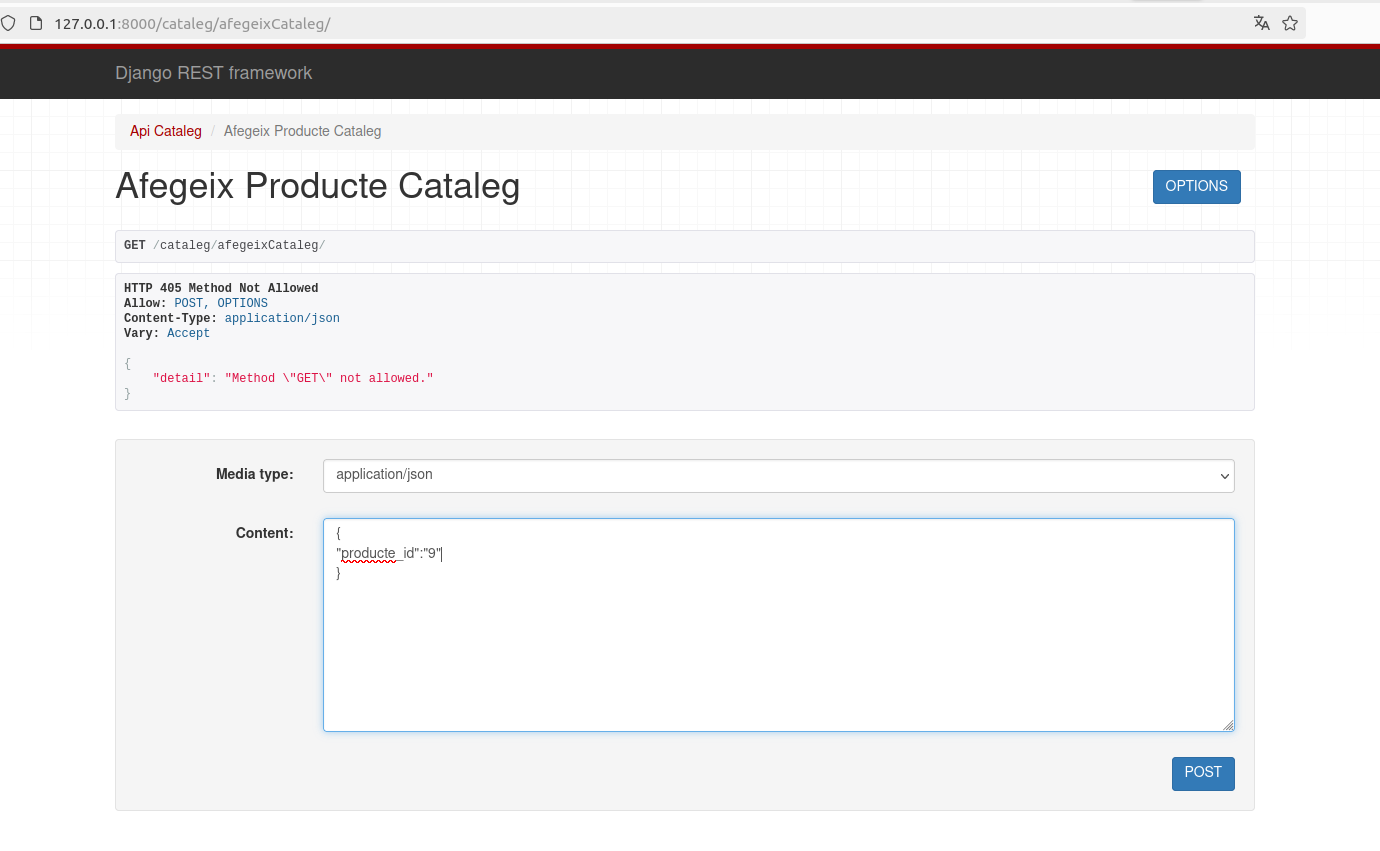 127.0.0.1:8000/cataleg/afegeixCataleg/
Django REST framework
Api Cataleg / Afegeix Producte Cataleg
Afegeix Producte Cataleg
OPTIONS
GET /cataleg/afegeixCataleg/
HTTP 405 Method Not Allowed
Allow: POST, OPTIONS
Content-Type: application/json
Vary: Accept
{
"detail": "Method \"GET\" not allowed."
}
Media type:
application/json
Content:
{
"producte_id":"9"
}
POST